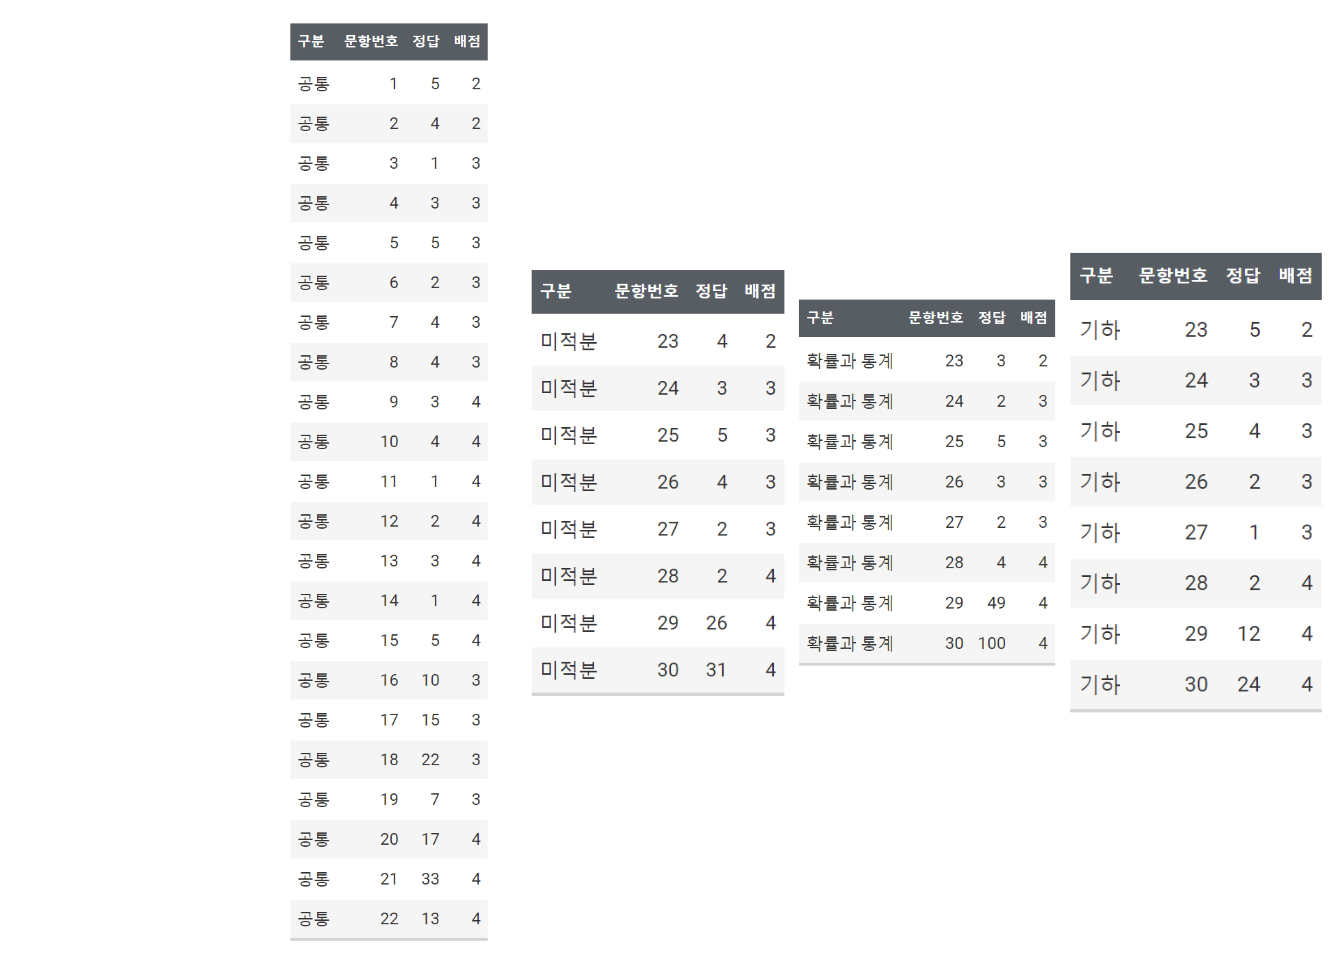 구분 문항번호 정답 배점
공통 1 5 2
공통 2 4 2
공통 3 1 3
공통 4 3 3
공통 5 5 3
공통 6 2 3
공통 7 4 3
공통 8 4 3
공통 9 3 4
공통 10 4 4
공통 11 1 4
공통 12 2 4
공통 13 3 4
공통 14 1 4
공통 15 5 4
공통 16 10 3
공통 17 15 3
공통 18 22 3
공통 19 7 3
공통 20 17 4
공통 21 33 4
공통 22 13 4
구분 문항번호 정답 배점
미적분 23 4 2
미적분 24 3 3
미적분 25 5 3
미적분 26 4 3
미적분 27 2 3
미적분 28 2 4
미적분 29 26 4
미적분 30 31 4
구분 문항번호 정답 배점
확률과 통계 23 3 2
확률과 통계 24 2 3
확률과 통계 25 5 3
확률과 통계 26 3 3
확률과 통계 27 2 3
확률과 통계 28 4 4
확률과 통계 29 49 4
확률과 통계 30 100 4
구분 문항번호 정답 배점
기하 23 5 2
기하 24 3 3
기하 25 4 3
기하 26 2 3
기하 27 1 3
기하 28 2 4
기하 29 12 4
기하 30 24 4